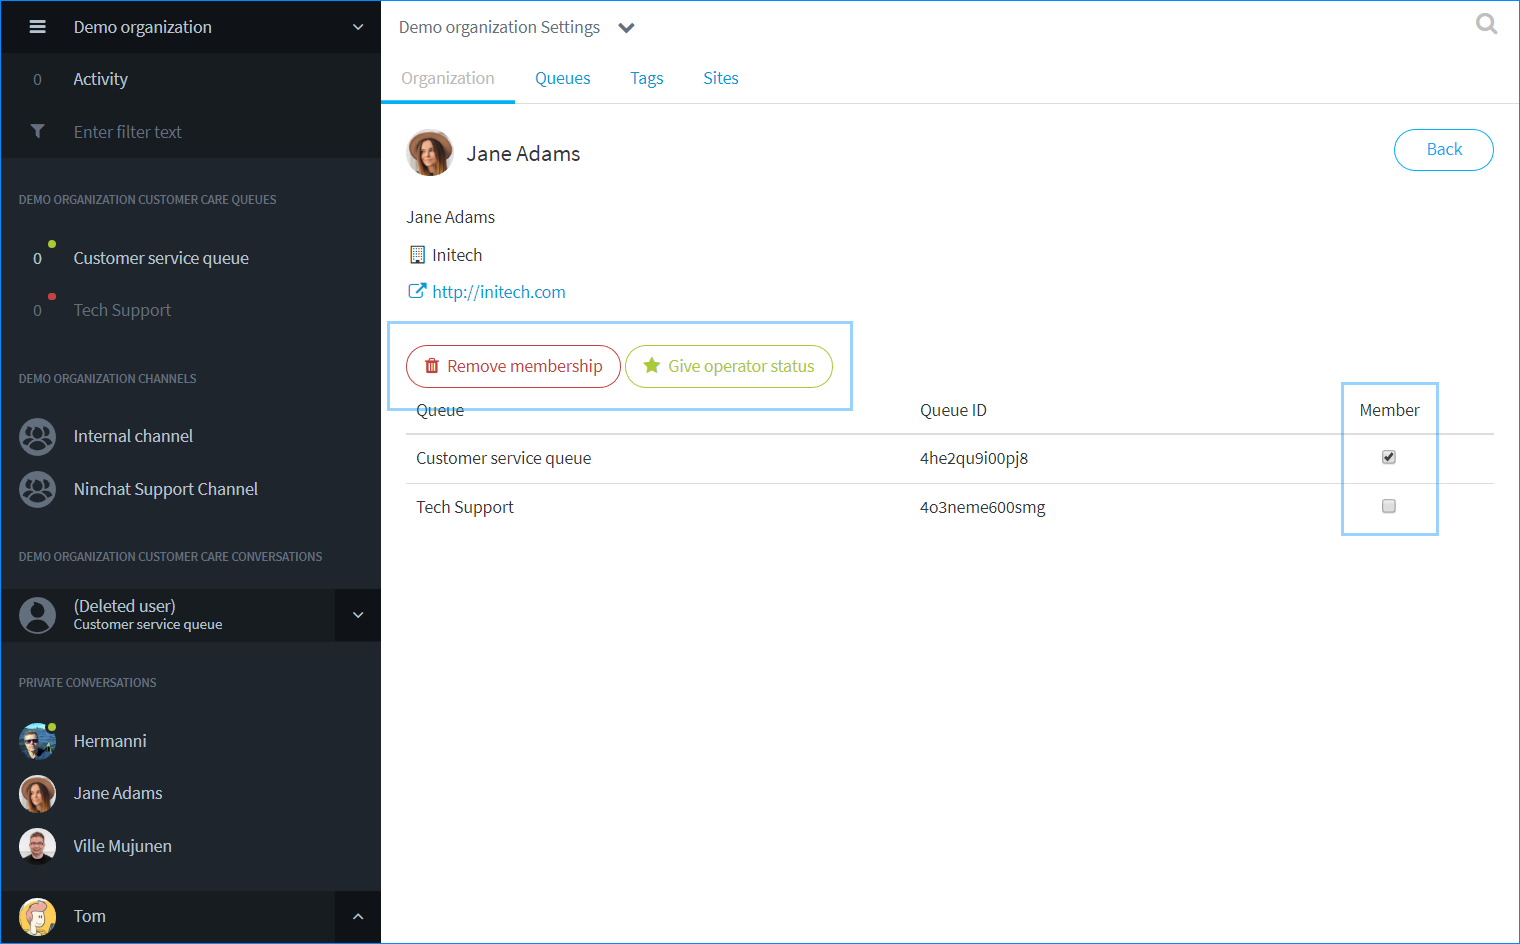 Demo organization
0 Activity
Enter filter text
DEMO ORGANIZATION CUSTOMER CARE QUEUES
0 Customer service queue
0 Tech Support
DEMO ORGANIZATION CHANNELS
Internal channel
Ninchat Support Channel
DEMO ORGANIZATION CUSTOMER CARE CONVERSATIONS
(Deleted user)
Customer service queue
PRIVATE CONVERSATIONS
Hermanni
Jane Adams
Ville Mujunen
Tom
Demo organization Settings
Organization Queues Tags Sites
Jane Adams
Back
Jane Adams
Initech
http://initech.com
Remove membership Give operator status
Queue Queue ID Member
Customer service queue 4he2qu9i00pj8
Tech Support 4o3neme600smg